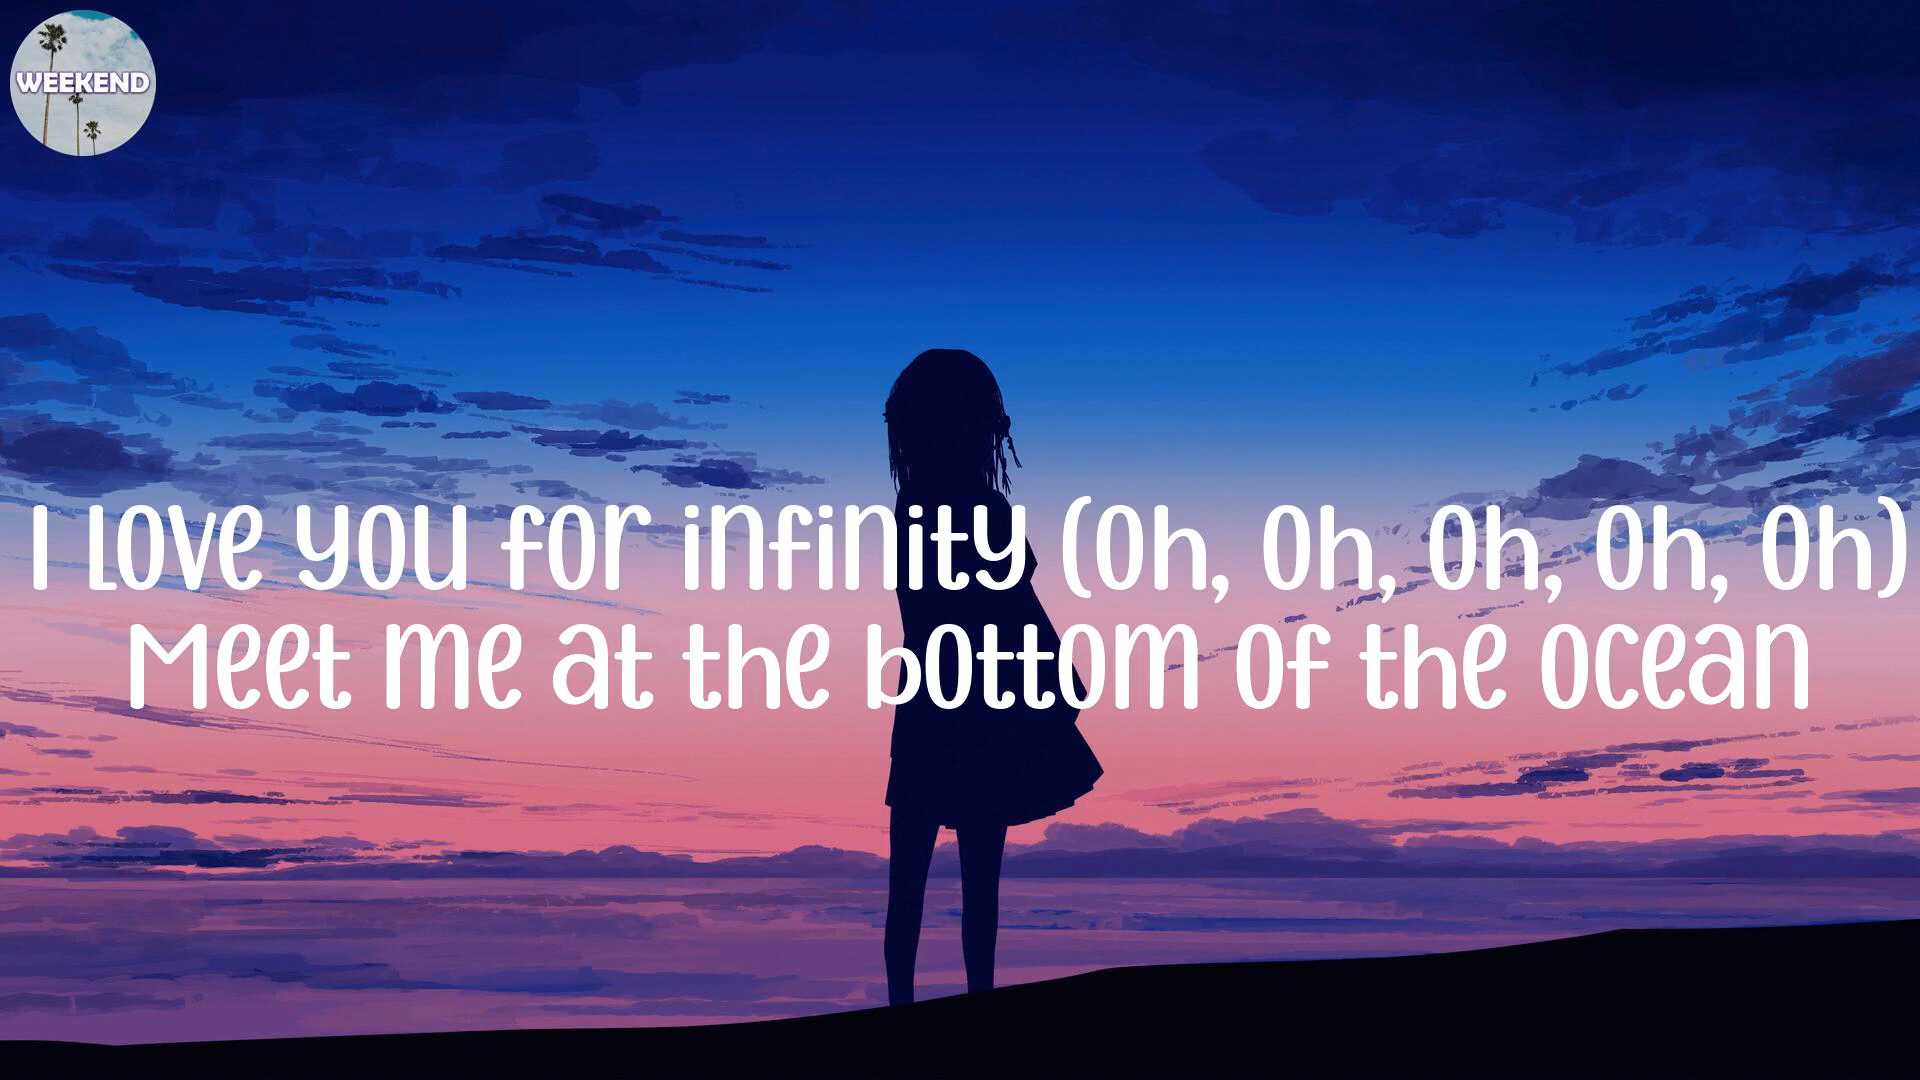 WEEKEND
I love you for infinity (oh, oh, oh, oh, oh)
Meet me at the bottom of the ocean